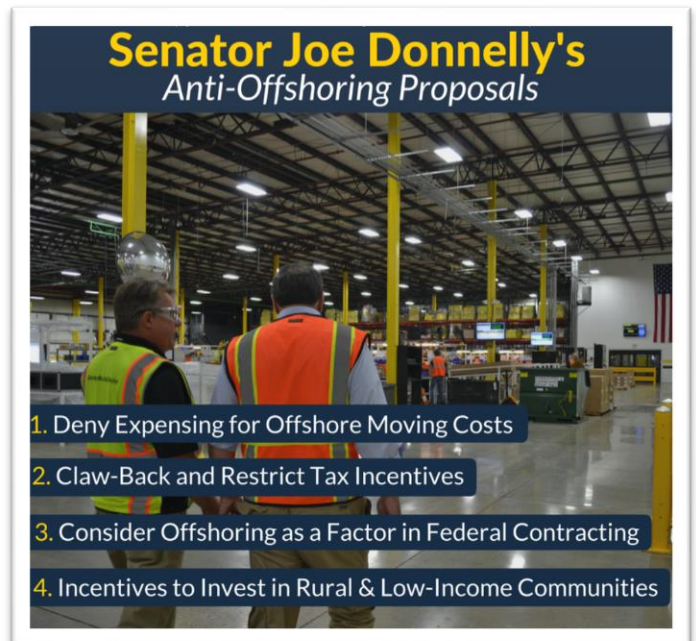 Senator Joe Donnelly's
Anti-Offshoring Proposals
1. Deny Expensing for Offshore Moving Costs
2. Claw-Back and Restrict Tax Incentives
3. Consider Offshoring as a Factor in Federal Contracting
4. Incentives to Invest in Rural & Low-Income Communities